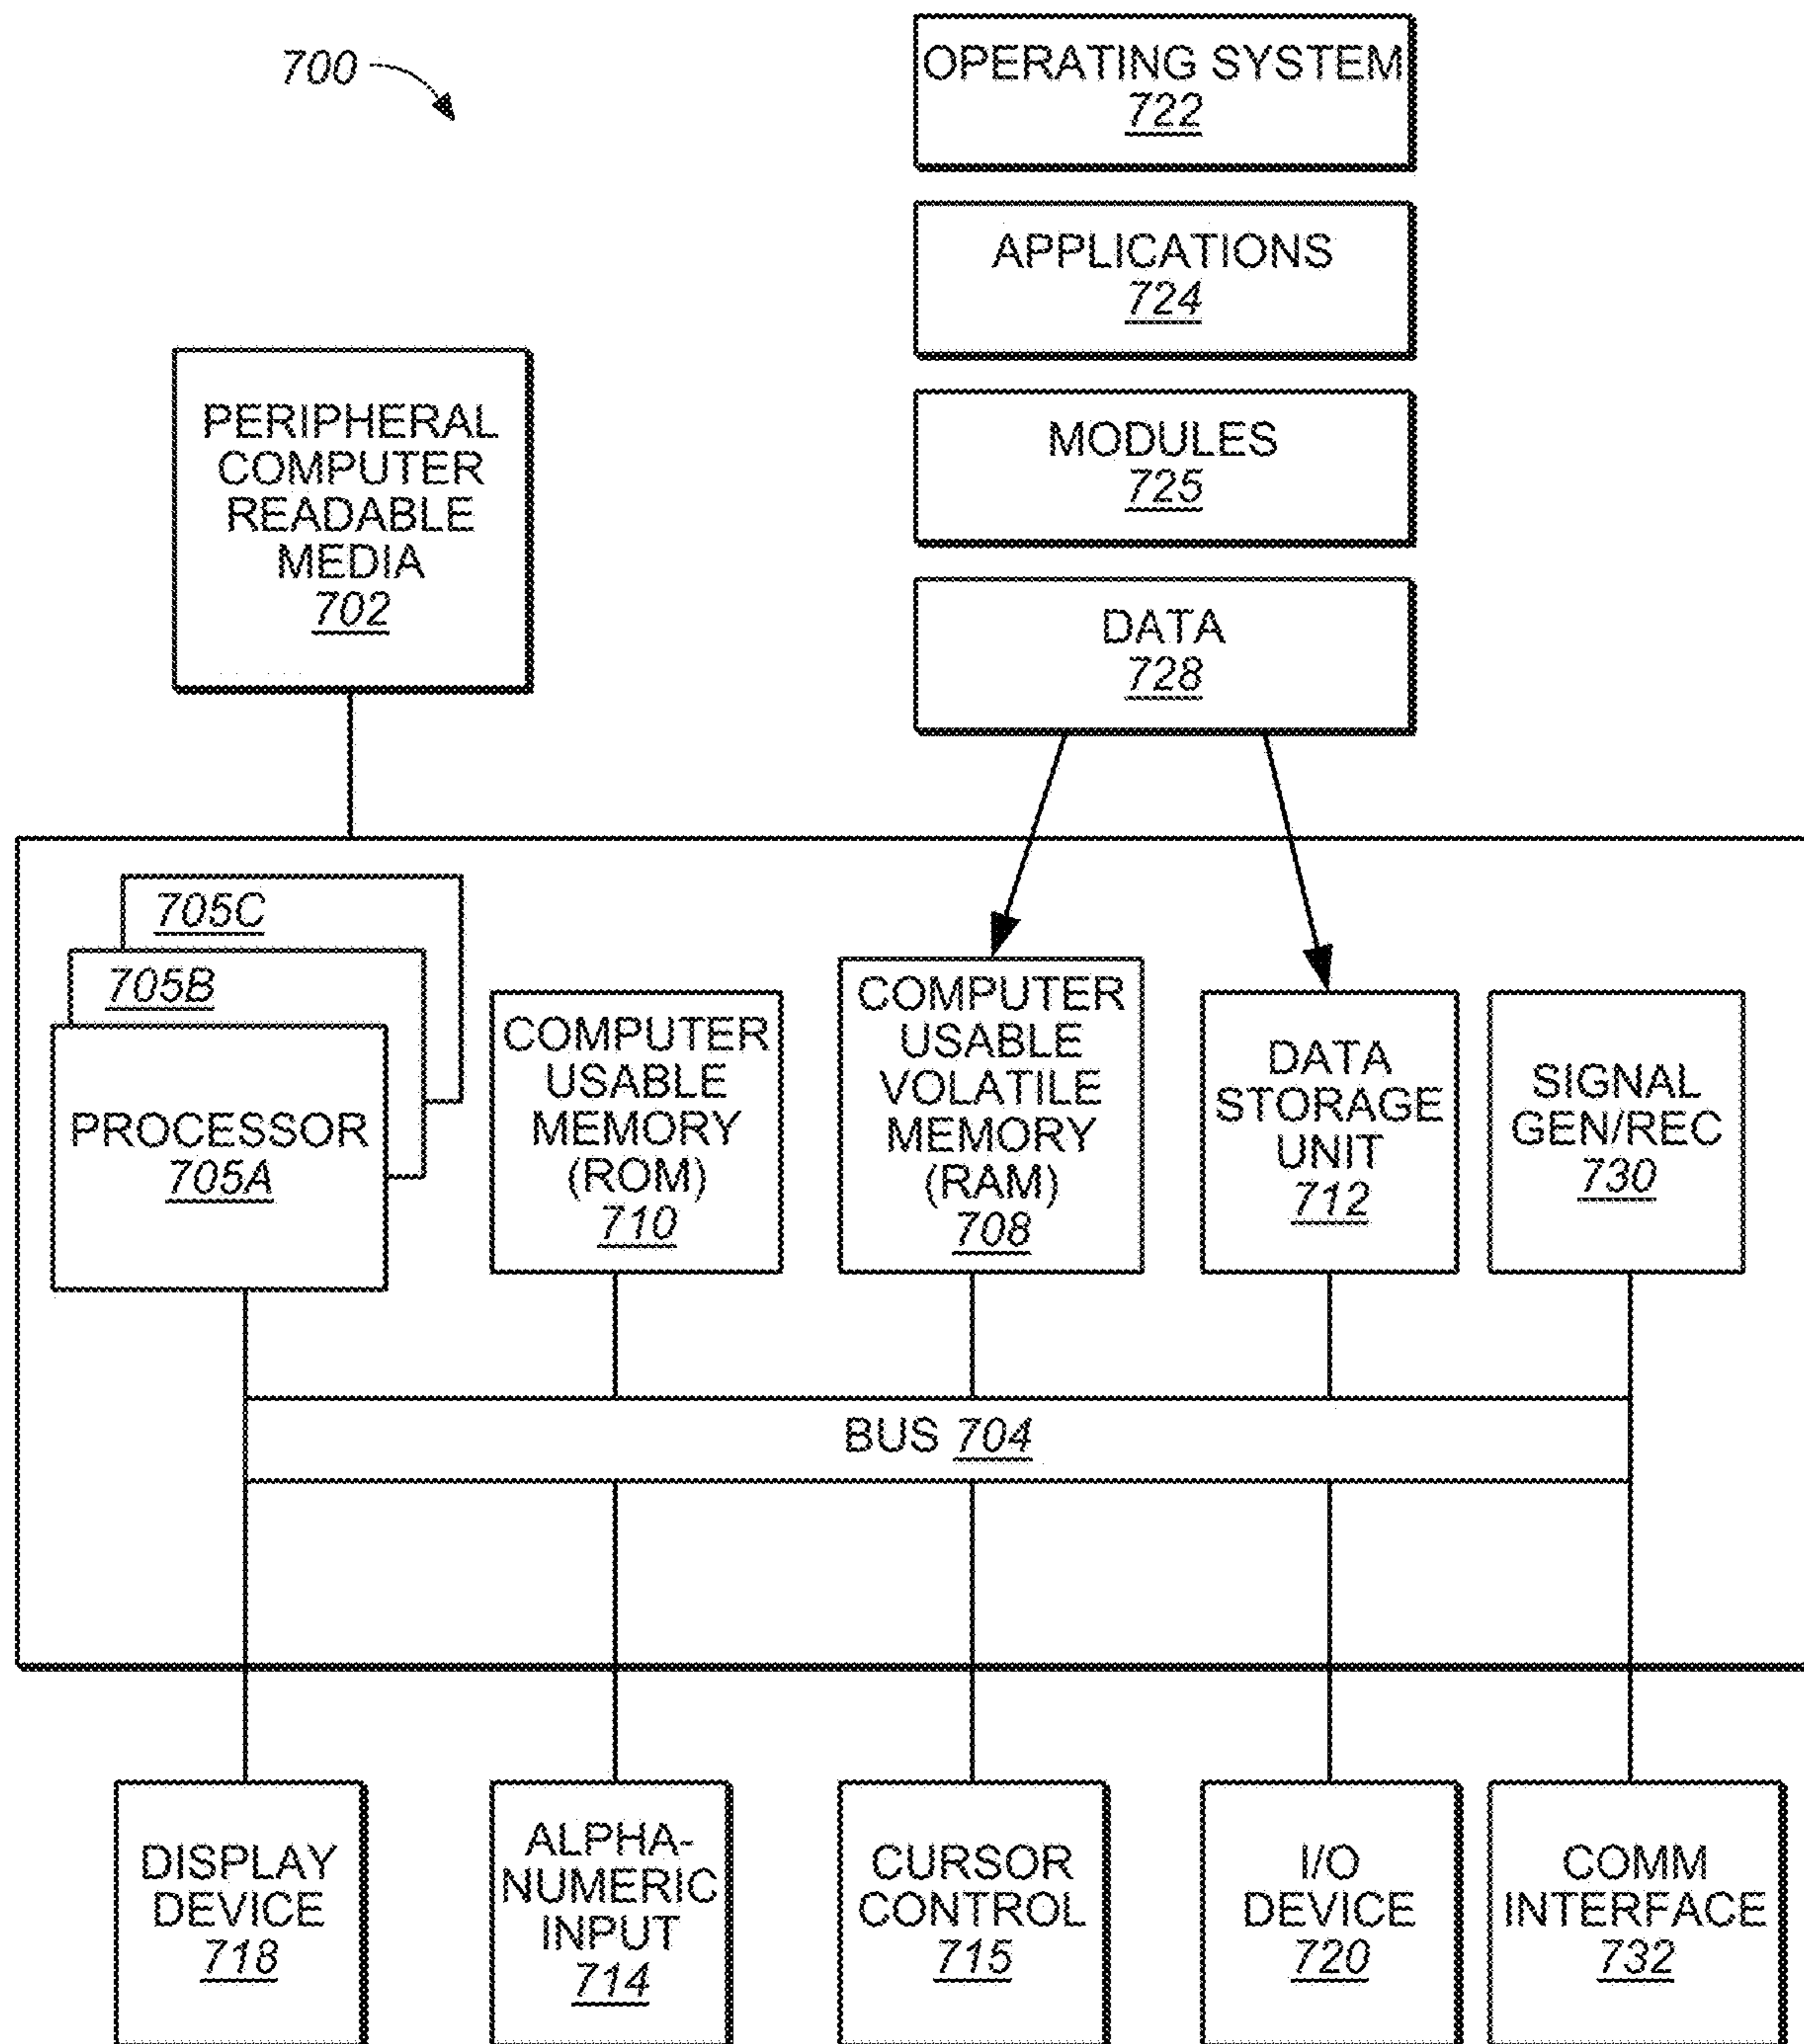 700
OPERATING SYSTEM
722
APPLICATIONS
724
PERIPHERAL
COMPUTER
READABLE
MEDIA
702
MODULES
725
DATA
728
705C
705B
PROCESSOR
705A
COMPUTER
USABLE
MEMORY
(ROM)
710
COMPUTER
USABLE
VOLATILE
MEMORY
(RAM)
708
DATA
STORAGE
UNIT
712
SIGNAL
GEN/REC
730
BUS 704
DISPLAY
DEVICE
718
ALPHA-
NUMERIC
INPUT
714
CURSOR
CONTROL
715
I/O
DEVICE
720
COMM
INTERFACE
732